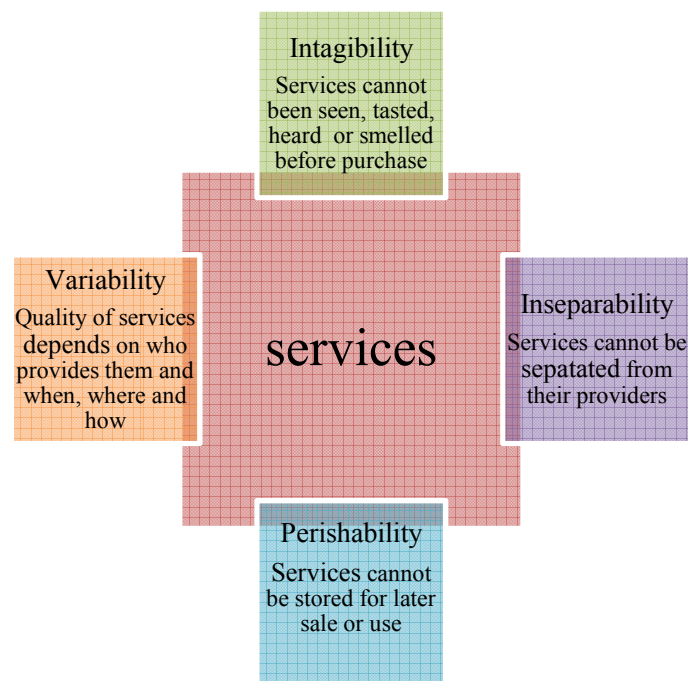 Intagibility
Services cannot
been seen, tasted,
heard or smelled
before purchase
Variability
Quality of services
depends on who
provides them and
when, where and
how
services
Inseparability
Services cannot be
sepatated from
their providers
Perishability
Services cannot
be stored for later
sale or use